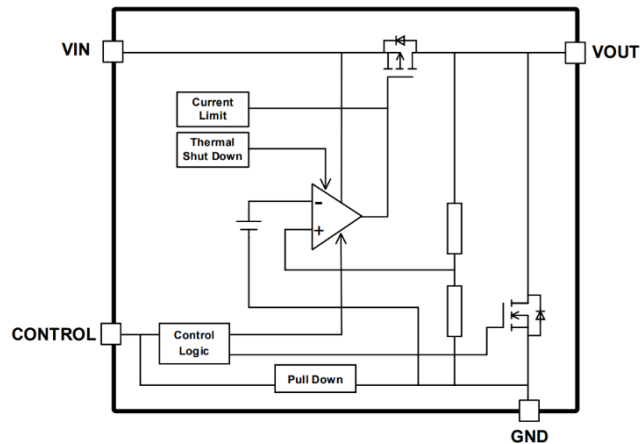 VIN
VOUT
Current
Limit
Thermal
Shut Down
-
+
CONTROL
Control
Logic
Pull Down
GND